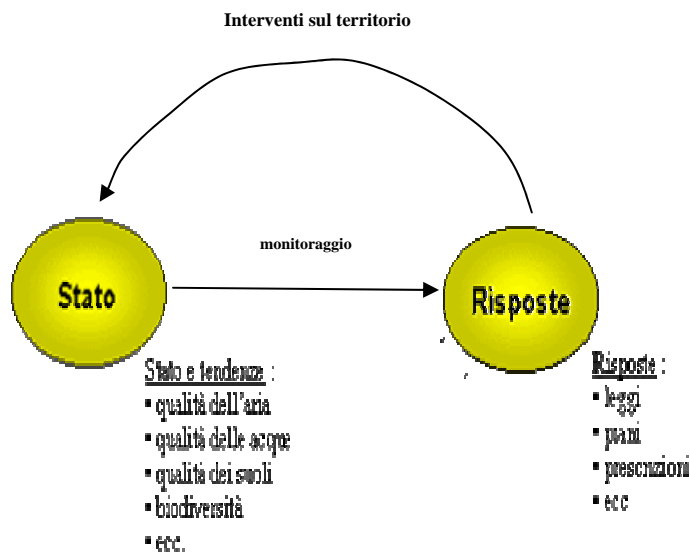 Interventi sul territorio
monitoraggio
Stato
Risposte
Stato e tendenze :
▪ qualità dell'aria
▪ qualità delle acque
▪ qualità dei suoli
▪ biodiversità
▪ ecc.
Risposte :
▪ leggi
▪ piani
▪ prescrizioni
▪ ecc